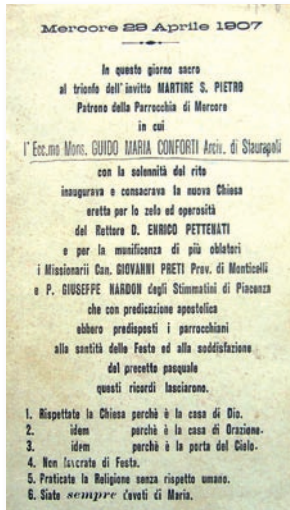 Mercore 29 Aprile 1907
In questo giorno sacro
al trionfo dell'invitto MARTIRE S. PIETRO
Patrono della Parrocchia di Mercore
in cui
l'Ecc.mo Mons. GUIDO MARIA CONFORTI Arciv. di Stauropoli
con la solennità del rito
inaugurava e consacrava la nuova Chiesa
eretta per lo zelo ed operosità
del Rettore D. ENRICO PETTENATI
e per la munificenza di più oblatori
i Missionarii Can. GIOVANNI PRETI Prev. di Monticelli
e P. GIUSEPPE NARDON degli Stimmatini di Piacenza
che con predicazione apostolica
ebbero predisposti i parrocchiani
alla santità delle Feste ed alla soddisfazione
del precetto pasquale
questi ricordi lasciarono.
1. Rispettate la Chiesa perchè è la casa di Dio.
2. idem perchè è la casa di Orazione.
3. idem perchè è la porta del Cielo.
4. Non lavorate di Festa.
5. Praticate la Religione senza rispetto umano.
6. Siate sempre devoti di Maria.